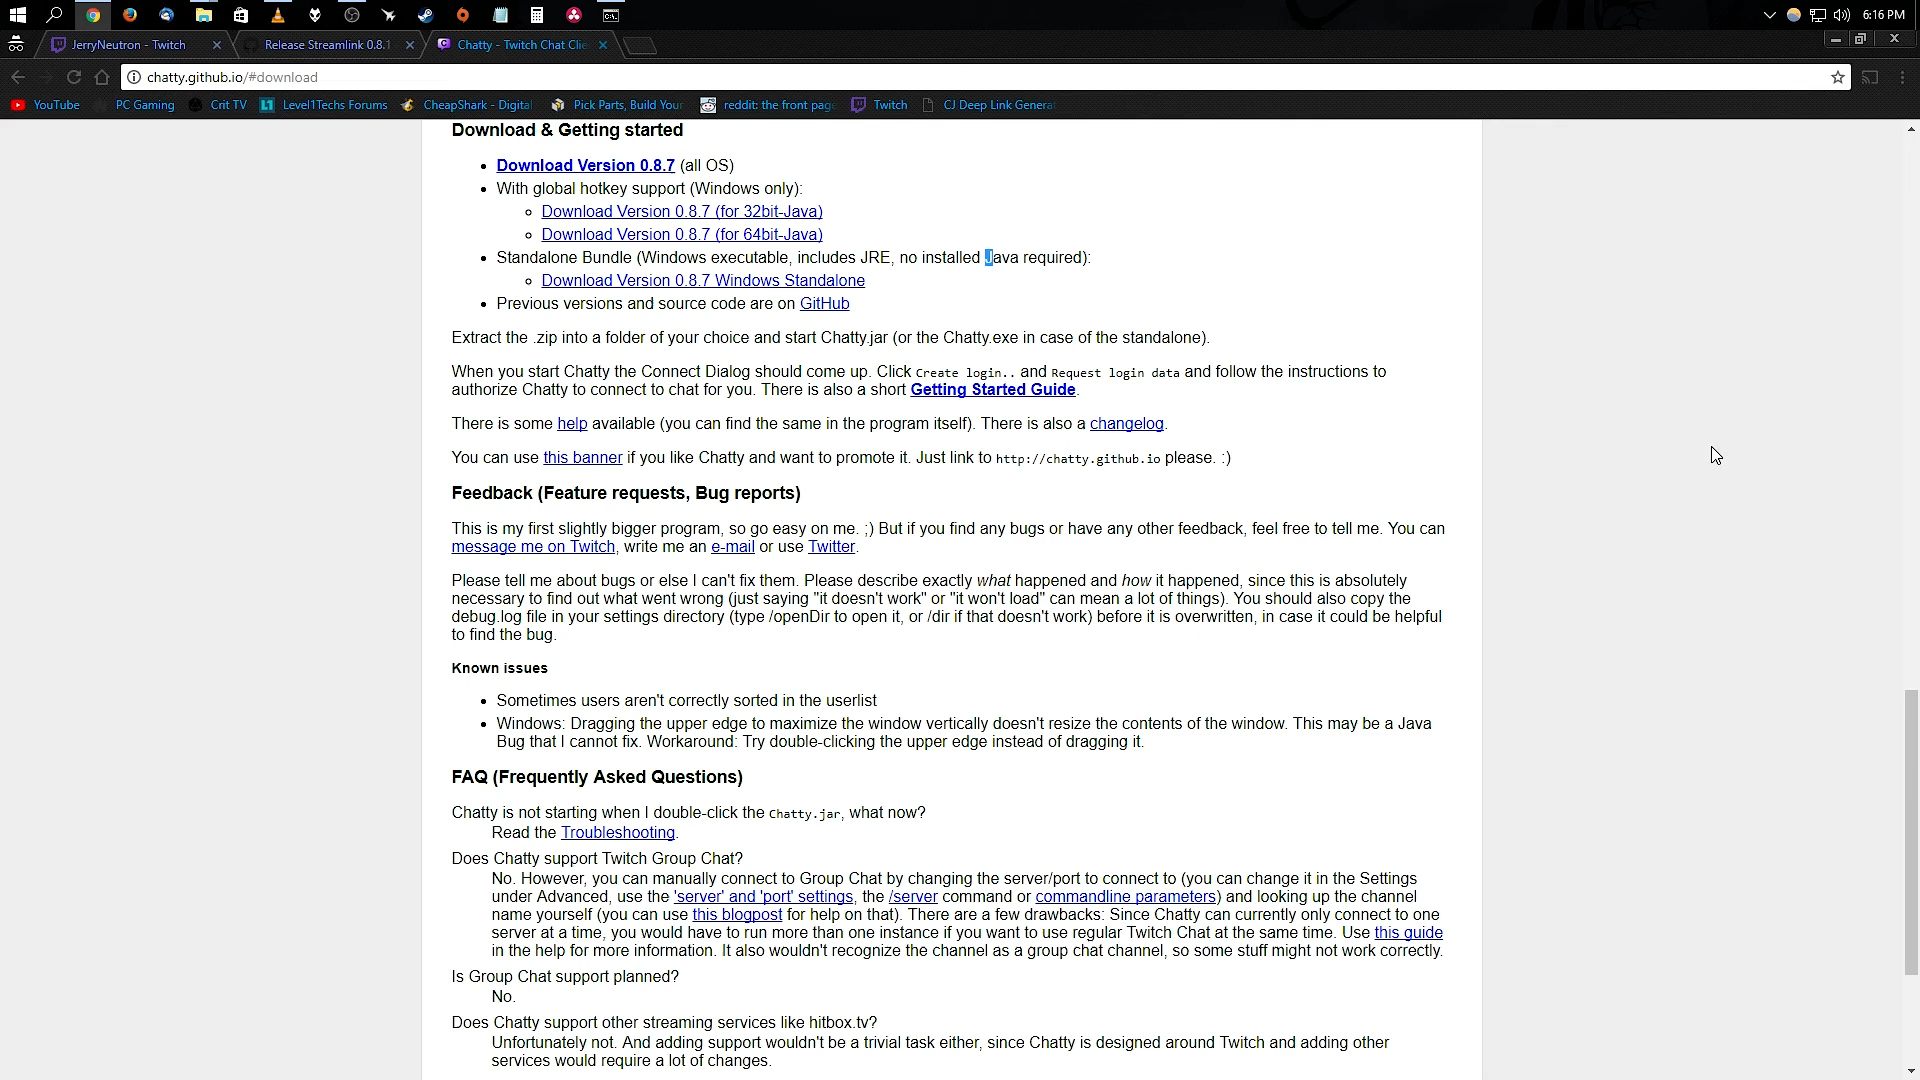 6:16 PM
JerryNeutron - Twitch
Release Streamlink 0.8.1
Chatty - Twitch Chat Clie
chatty.github.io/#download
YouTube
PC Gaming
Crit TV
Level1Techs Forums
CheapShark - Digital
Pick Parts, Build Your
reddit: the front page
Twitch
CJ Deep Link Generat
Download & Getting started
Download Version 0.8.7 (all OS)
With global hotkey support (Windows only):
Download Version 0.8.7 (for 32bit-Java)
Download Version 0.8.7 (for 64bit-Java)
Standalone Bundle (Windows executable, includes JRE, no installed Java required):
Download Version 0.8.7 Windows Standalone
Previous versions and source code are on GitHub
Extract the .zip into a folder of your choice and start Chatty.jar (or the Chatty.exe in case of the standalone).
When you start Chatty the Connect Dialog should come up. Click Create login.. and Request login data and follow the instructions to
authorize Chatty to connect to chat for you. There is also a short Getting Started Guide.
There is some help available (you can find the same in the program itself). There is also a changelog.
You can use this banner if you like Chatty and want to promote it. Just link to http://chatty.github.io please. :)
Feedback (Feature requests, Bug reports)
This is my first slightly bigger program, so go easy on me. ;) But if you find any bugs or have any other feedback, feel free to tell me. You can
message me on Twitch, write me an e-mail or use Twitter.
Please tell me about bugs or else I can't fix them. Please describe exactly what happened and how it happened, since this is absolutely
necessary to find out what went wrong (just saying "it doesn't work" or "it won't load" can mean a lot of things). You should also copy the
debug.log file in your settings directory (type /openDir to open it, or /dir if that doesn't work) before it is overwritten, in case it could be helpful
to find the bug.
Known issues
Sometimes users aren't correctly sorted in the userlist
Windows: Dragging the upper edge to maximize the window vertically doesn't resize the contents of the window. This may be a Java
Bug that I cannot fix. Workaround: Try double-clicking the upper edge instead of dragging it.
FAQ (Frequently Asked Questions)
Chatty is not starting when I double-click the Chatty.jar, what now?
Read the Troubleshooting.
Does Chatty support Twitch Group Chat?
No. However, you can manually connect to Group Chat by changing the server/port to connect to (you can change it in the Settings
under Advanced, use the 'server' and 'port' settings, the /server command or commandline parameters) and looking up the channel
name yourself (you can use this blogpost for help on that). There are a few drawbacks: Since Chatty can currently only connect to one
server at a time, you would have to run more than one instance if you want to use regular Twitch Chat at the same time. Use this guide
in the help for more information. It also wouldn't recognize the channel as a group chat channel, so some stuff might not work correctly.
Is Group Chat support planned?
No.
Does Chatty support other streaming services like hitbox.tv?
Unfortunately not. And adding support wouldn't be a trivial task either, since Chatty is designed around Twitch and adding other
services would require a lot of changes.